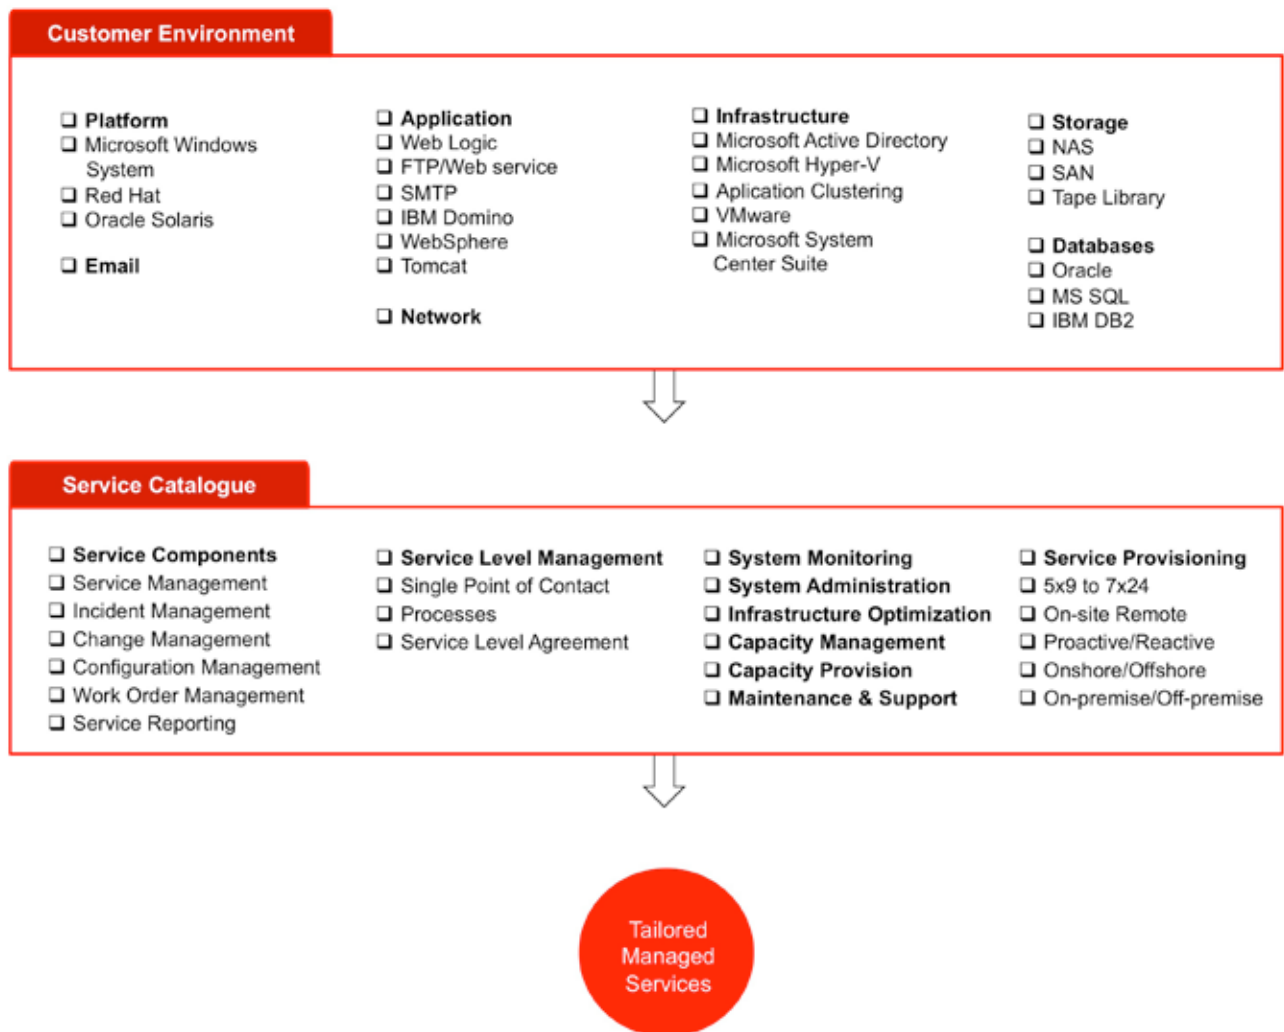 Customer Environment
Platform
Microsoft Windows
System
Red Hat
Oracle Solaris
Email
Application
Web Logic
FTP/Web service
SMTP
IBM Domino
WebSphere
Tomcat
Network
Infrastructure
Microsoft Active Directory
Microsoft Hyper-V
Aplication Clustering
VMware
Microsoft System
Center Suite
Storage
NAS
SAN
Tape Library
Databases
Oracle
MS SQL
IBM DB2
Service Catalogue
Service Components
Service Management
Incident Management
Change Management
Configuration Management
Work Order Management
Service Reporting
Service Level Management
Single Point of Contact
Processes
Service Level Agreement
System Monitoring
System Administration
Infrastructure Optimization
Capacity Management
Capacity Provision
Maintenance & Support
Service Provisioning
5x9 to 7x24
On-site Remote
Proactive/Reactive
Onshore/Offshore
On-premise/Off-premise
Tailored
Managed
Services